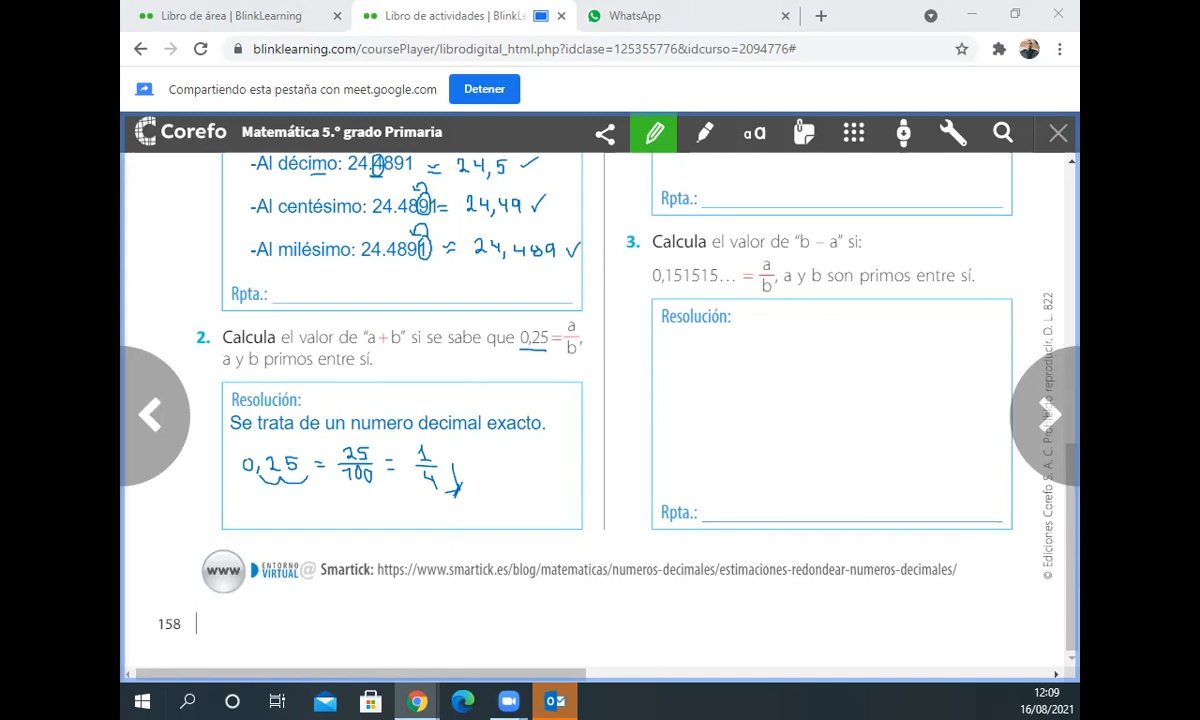 Libro de área | BlinkLearning
Libro de actividades | BlinkLe
WhatsApp
blinklearning.com/coursePlayer/librodigital_html.php?idclase=125355776&idcurso=2094776#
Compartiendo esta pestaña con meet.google.com
Detener
Corefo Matemática 5.º grado Primaria
aa
-Al décimo: 24.4891 ≈ 24,5 ✓
-Al centésimo: 24.4891 = 24,49 ✓
-Al milésimo: 24.4891 ≈ 24,489 ✓
Rpta.:
2. Calcula el valor de “a + b” si se sabe que 0,25 = a/b,
a y b primos entre sí.
Resolución:
Se trata de un numero decimal exacto.
0,25 = 25/100 = 1/4
Rpta.:
3. Calcula el valor de “b – a” si:
0,151515... = a/b, a y b son primos entre sí.
Resolución:
Rpta.:
© Ediciones Corefo S. A. C. Prohibido reproducir. D. L. 822
www ENTORNO VIRTUAL @ Smartick: https://www.smartick.es/blog/matematicas/numeros-decimales/estimaciones-redondear-numeros-decimales/
158
12:09
16/08/2021